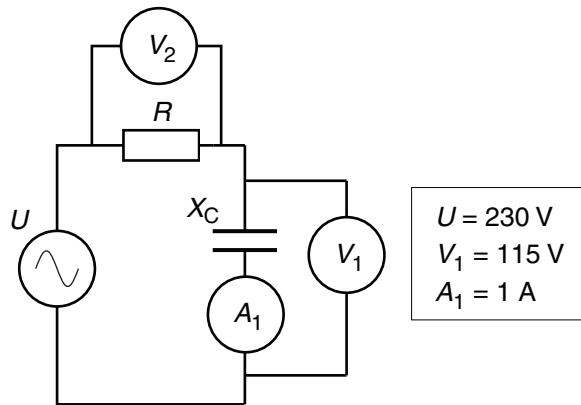 V2
R
XC
U
V1
A1
U = 230 V
V1 = 115 V
A1 = 1 A